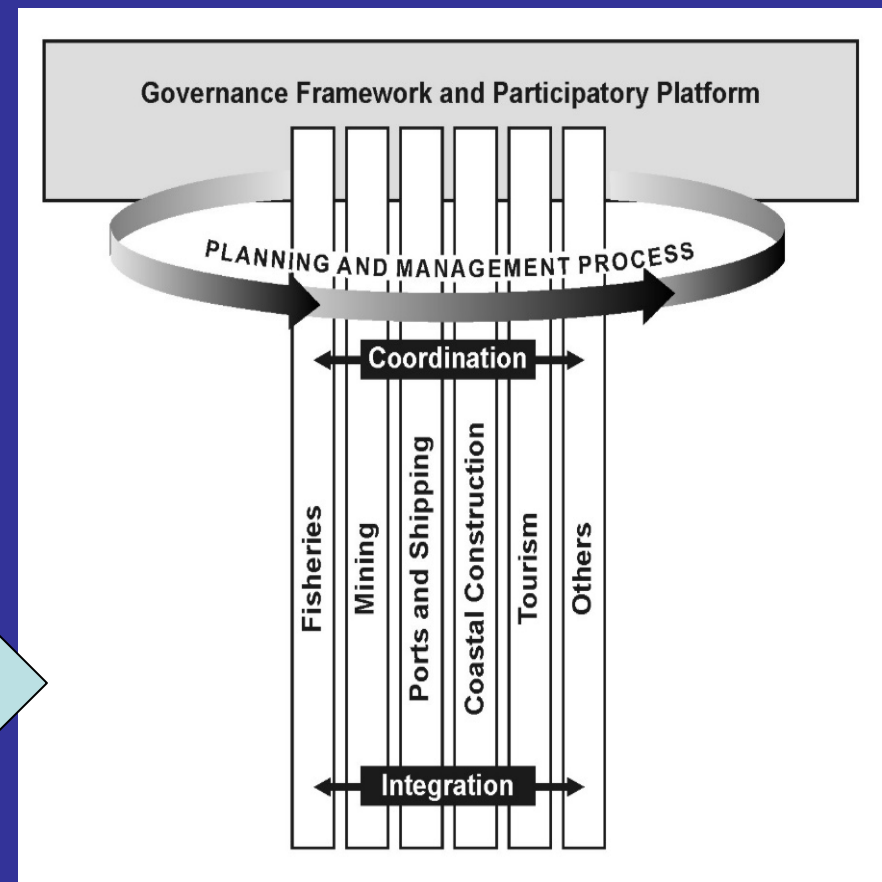 Governance Framework and Participatory Platform
PLANNING AND MANAGEMENT PROCESS
Coordination
Fisheries
Mining
Ports and Shipping
Coastal Construction
Tourism
Others
Integration